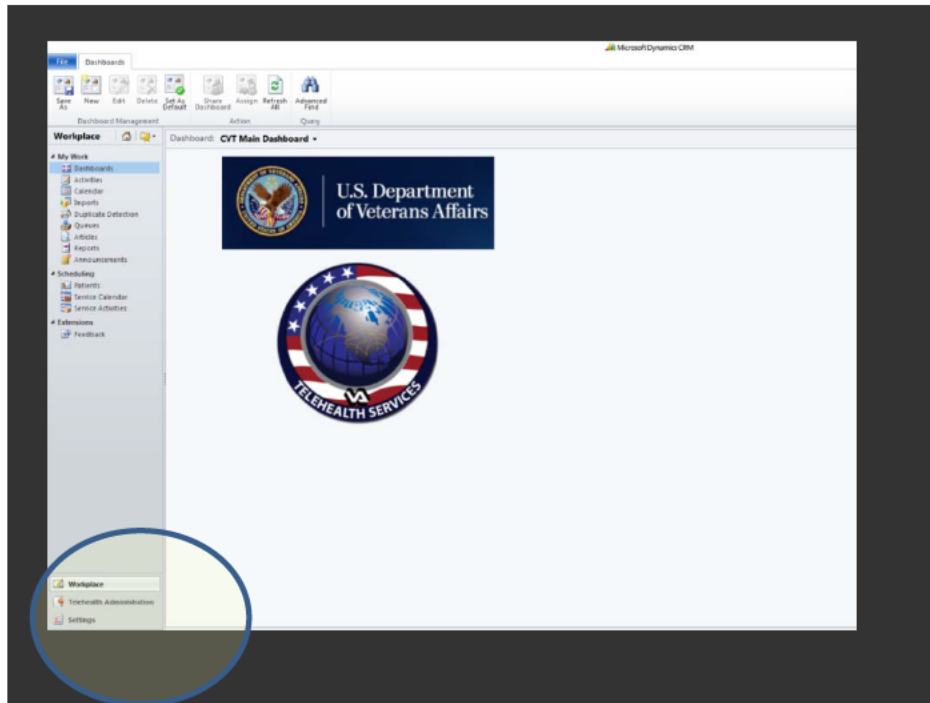 Microsoft Dynamics CRM
File Dashboards
Save As New Edit Delete Set As Default Share Dashboard Assign Refresh All Advanced Find
Dashboard Management Action Query
Workplace
Dashboard: CVT Main Dashboard
My Work
Dashboards
Activities
Calendar
Imports
Duplicate Detection
Queues
Articles
Reports
Announcements
Scheduling
Patients
Service Calendar
Service Activities
Extensions
Feedback
U.S. Department
of Veterans Affairs
VA
TELEHEALTH SERVICES
Workplace
Telehealth Administration
Settings